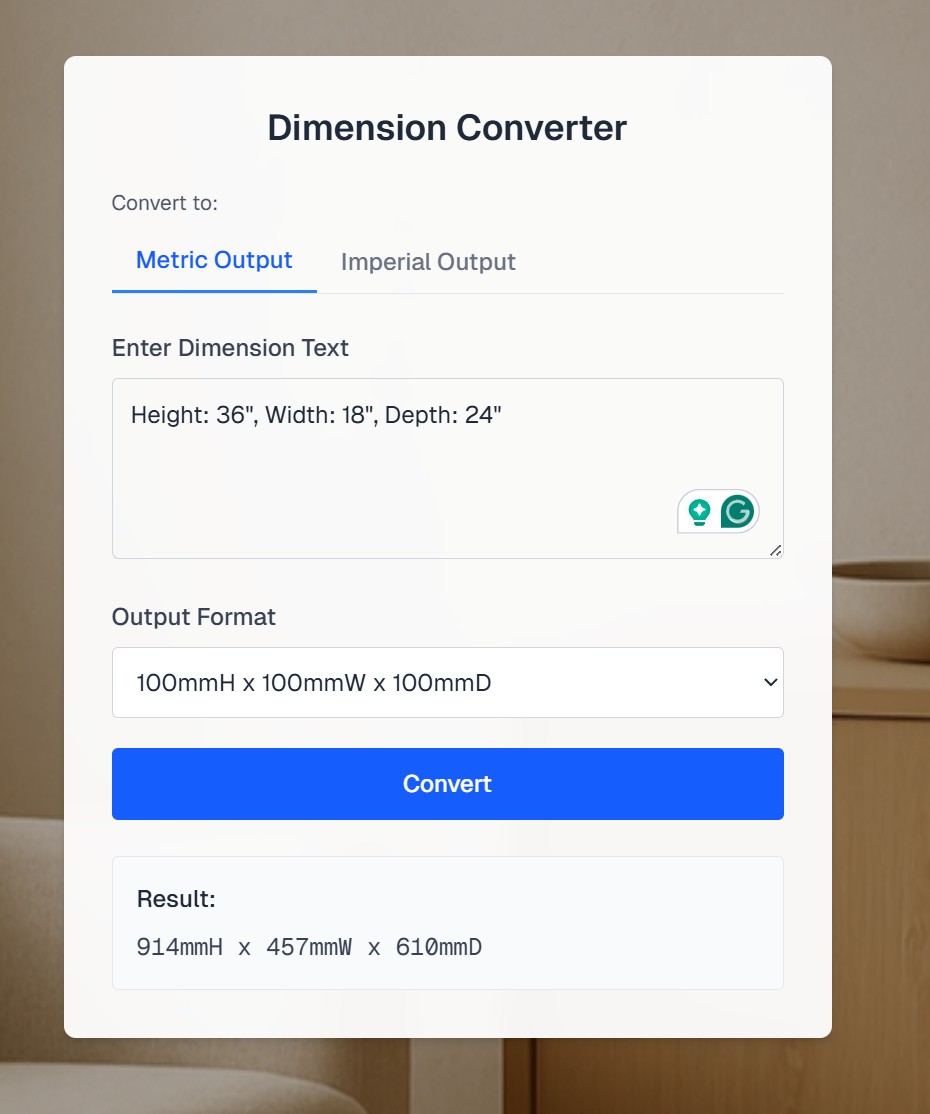 Dimension Converter
Convert to:
Metric Output
Imperial Output
Enter Dimension Text
Height: 36", Width: 18", Depth: 24"
Output Format
100mmH x 100mmW x 100mmD
Convert
Result:
914mmH x 457mmW x 610mmD